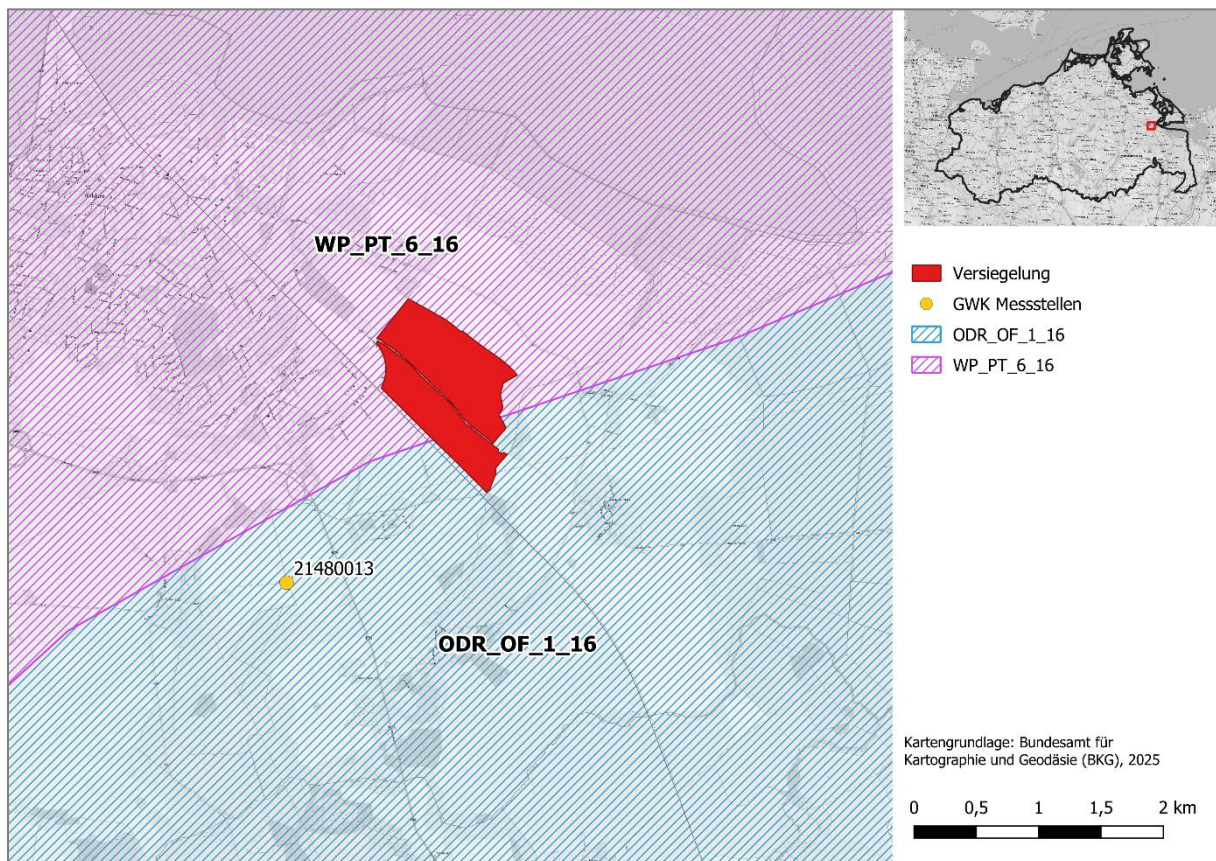 WP_PT_6_16
21480013
ODR_OF_1_16
Versiegelung
GWK Messstellen
ODR_OF_1_16
WP_PT_6_16
Kartengrundlage: Bundesamt für
Kartographie und Geodäsie (BKG), 2025
0 0,5 1 1,5 2 km